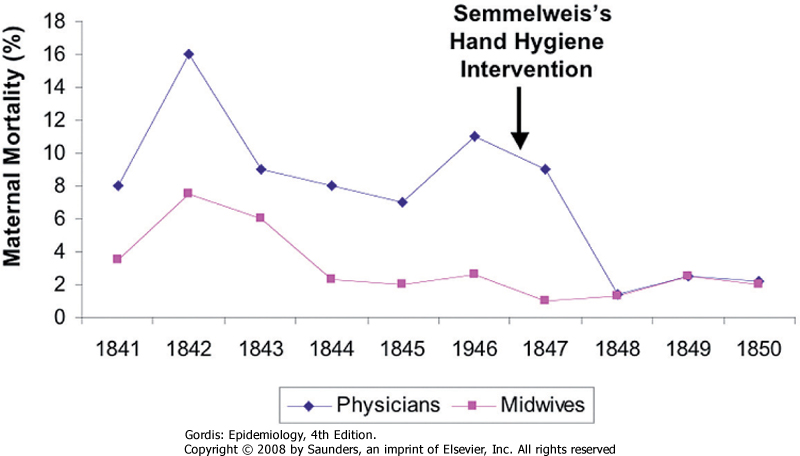 Semmelweis's
Hand Hygiene
Intervention
Maternal Mortality (%)
18
16
14
12
10
8
6
4
2
0
1841 1842 1843 1844 1845 1946 1847 1848 1849 1850
Physicians Midwives
Gordis: Epidemiology, 4th Edition.
Copyright © 2008 by Saunders, an imprint of Elsevier, Inc. All rights reserved